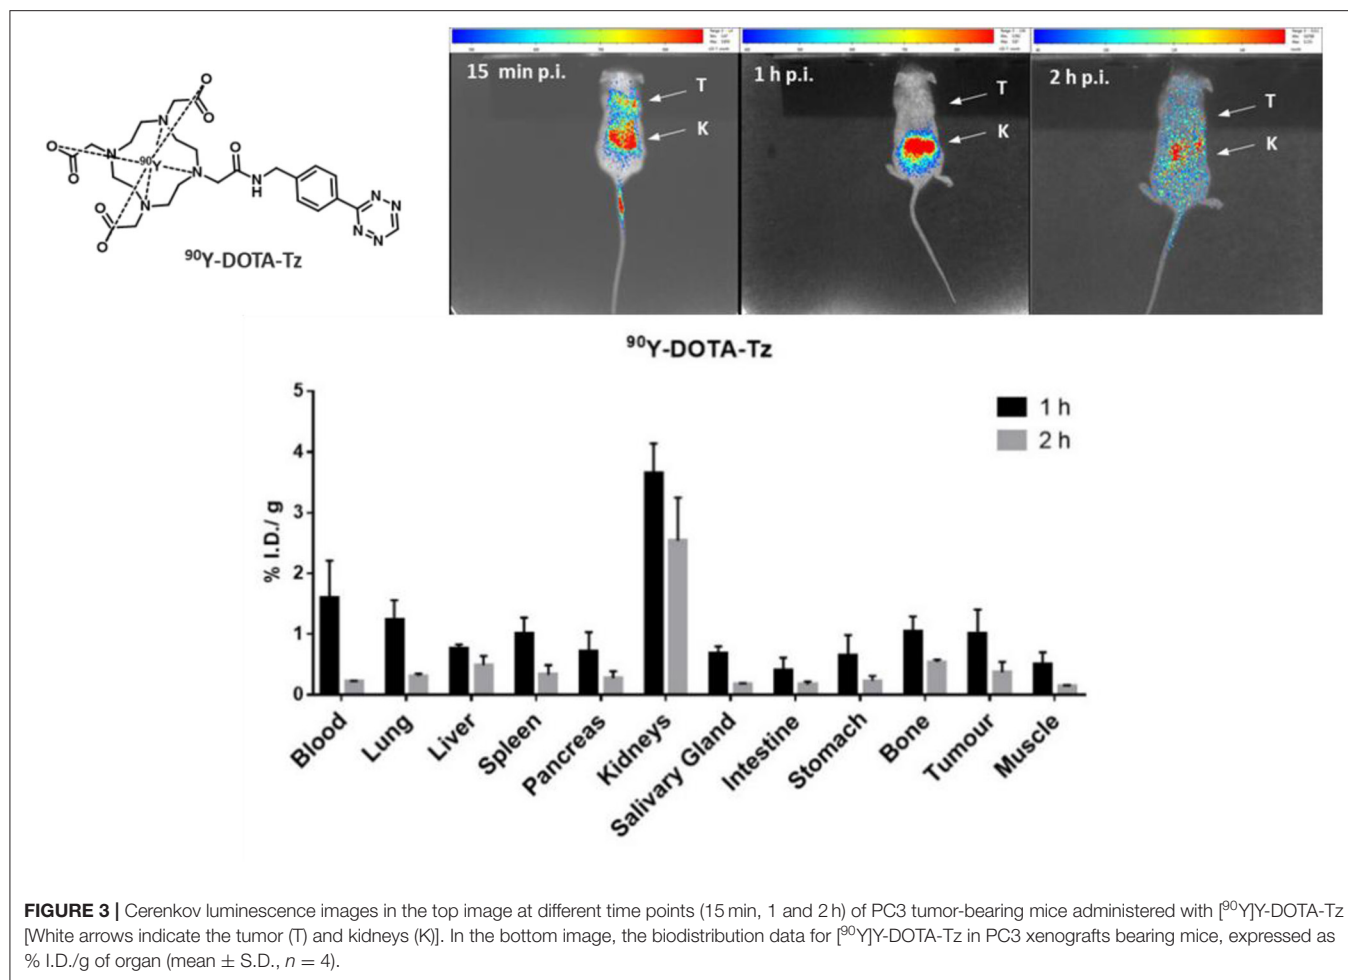 15 min p.i.
T
K
1 h p.i.
T
K
2 h p.i.
T
K
O
O
N
O
O
N
90Y
N
O
N
H
N
O
O
N
N
N
N
90Y-DOTA-Tz
90Y-DOTA-Tz
5
4
3
2
1
0
% I.D./ g
1 h
2 h
Blood
Lung
Liver
Spleen
Pancreas
Kidneys
Salivary Gland
Intestine
Stomach
Bone
Tumour
Muscle
FIGURE 3 | Cerenkov luminescence images in the top image at different time points (15 min, 1 and 2 h) of PC3 tumor-bearing mice administered with [90Y]Y-DOTA-Tz
[White arrows indicate the tumor (T) and kidneys (K)]. In the bottom image, the biodistribution data for [90Y]Y-DOTA-Tz in PC3 xenografts bearing mice, expressed as
% I.D./g of organ (mean ± S.D., n = 4).